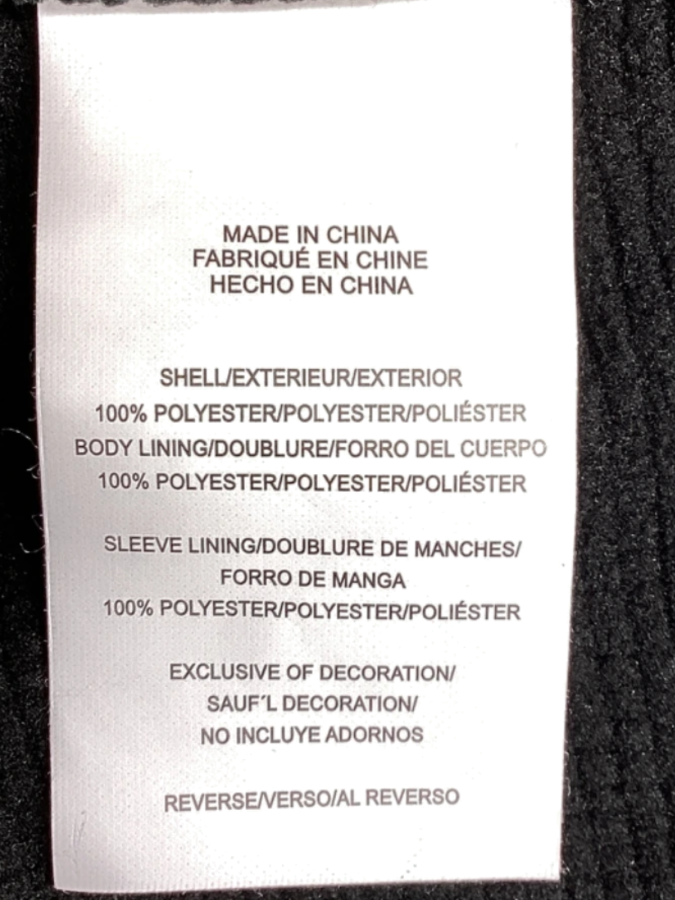 MADE IN CHINA
FABRIQUÉ EN CHINE
HECHO EN CHINA
SHELL/EXTERIEUR/EXTERIOR
100% POLYESTER/POLYESTER/POLIÉSTER
BODY LINING/DOUBLURE/FORRO DEL CUERPO
100% POLYESTER/POLYESTER/POLIÉSTER
SLEEVE LINING/DOUBLURE DE MANCHES/
FORRO DE MANGA
100% POLYESTER/POLYESTER/POLIÉSTER
EXCLUSIVE OF DECORATION/
SAUF´L DECORATION/
NO INCLUYE ADORNOS
REVERSE/VERSO/AL REVERSO